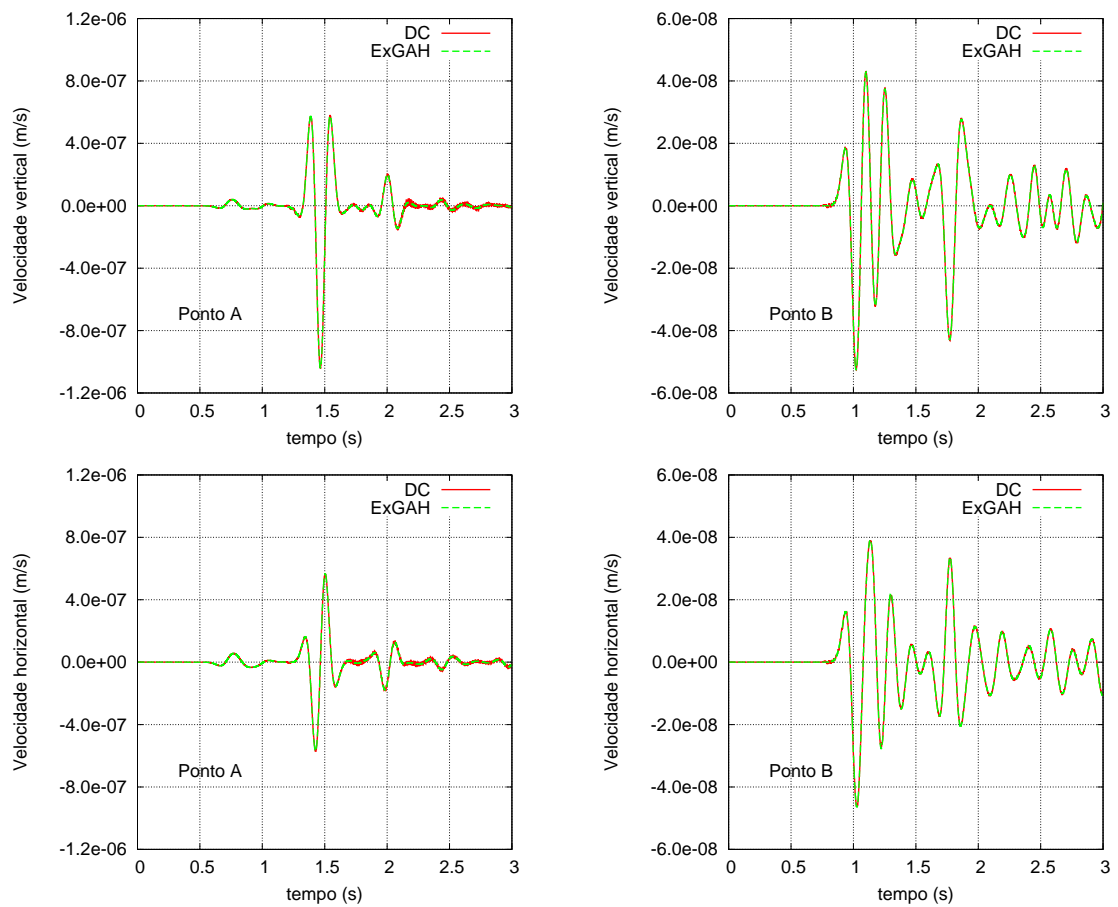 1.2e-06
8.0e-07
4.0e-07
0.0e+00
-4.0e-07
-8.0e-07
-1.2e-06
Velocidade vertical (m/s)
DC
ExGAH
Ponto A
0 0.5 1 1.5 2 2.5 3
tempo (s)
6.0e-08
4.0e-08
2.0e-08
0.0e+00
-2.0e-08
-4.0e-08
-6.0e-08
Velocidade vertical (m/s)
DC
ExGAH
Ponto B
0 0.5 1 1.5 2 2.5 3
tempo (s)
1.2e-06
8.0e-07
4.0e-07
0.0e+00
-4.0e-07
-8.0e-07
-1.2e-06
Velocidade horizontal (m/s)
DC
ExGAH
Ponto A
0 0.5 1 1.5 2 2.5 3
tempo (s)
6.0e-08
4.0e-08
2.0e-08
0.0e+00
-2.0e-08
-4.0e-08
-6.0e-08
Velocidade horizontal (m/s)
DC
ExGAH
Ponto B
0 0.5 1 1.5 2 2.5 3
tempo (s)